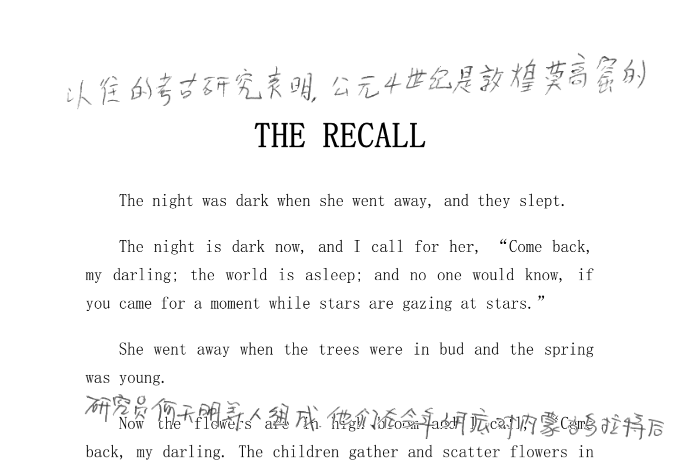 以往的考古研究表明,公元4世纪是敦煌莫高窟的
THE RECALL
The night was dark when she went away, and they slept.
The night is dark now, and I call for her, “Come back,
my darling; the world is asleep; and no one would know, if
you came for a moment while stars are gazing at stars.”
She went away when the trees were in bud and the spring
was young.
研究员何天明等人组成,他们於今年4月底对内蒙古乌拉特后
Now the flowers are in high bloom and I call, “Come
back, my darling. The children gather and scatter flowers in